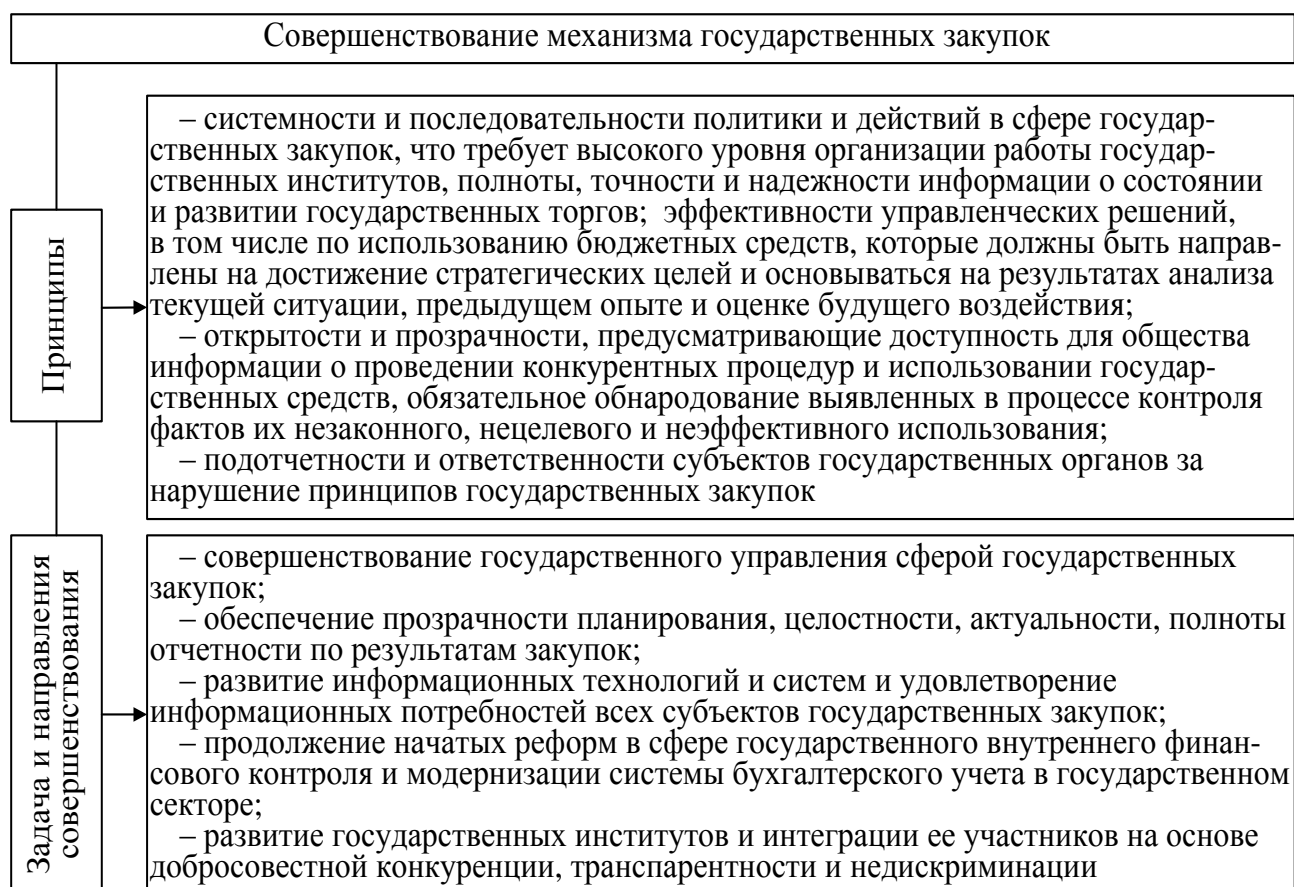 Совершенствование механизма государственных закупок
Принципы
– системности и последовательности политики и действий в сфере государ-
ственных закупок, что требует высокого уровня организации работы государ-
ственных институтов, полноты, точности и надежности информации о состоянии
и развитии государственных торгов; эффективности управленческих решений,
в том числе по использованию бюджетных средств, которые должны быть направ-
лены на достижение стратегических целей и основываться на результатах анализа
текущей ситуации, предыдущем опыте и оценке будущего воздействия;
– открытости и прозрачности, предусматривающие доступность для общества
информации о проведении конкурентных процедур и использовании государ-
ственных средств, обязательное обнародование выявленных в процессе контроля
фактов их незаконного, нецелевого и неэффективного использования;
– подотчетности и ответственности субъектов государственных органов за
нарушение принципов государственных закупок
Задача и направления
совершенствования
– совершенствование государственного управления сферой государственных
закупок;
– обеспечение прозрачности планирования, целостности, актуальности, полноты
отчетности по результатам закупок;
– развитие информационных технологий и систем и удовлетворение
информационных потребностей всех субъектов государственных закупок;
– продолжение начатых реформ в сфере государственного внутреннего финан-
сового контроля и модернизации системы бухгалтерского учета в государственном
секторе;
– развитие государственных институтов и интеграции ее участников на основе
добросовестной конкуренции, транспарентности и недискриминации